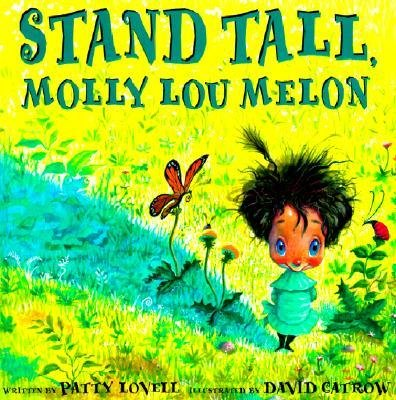 STAND TALL,
MOLLY LOU MELON
WRITTEN BY PATTY LOVELL ILLUSTRATED BY DAVID CATROW